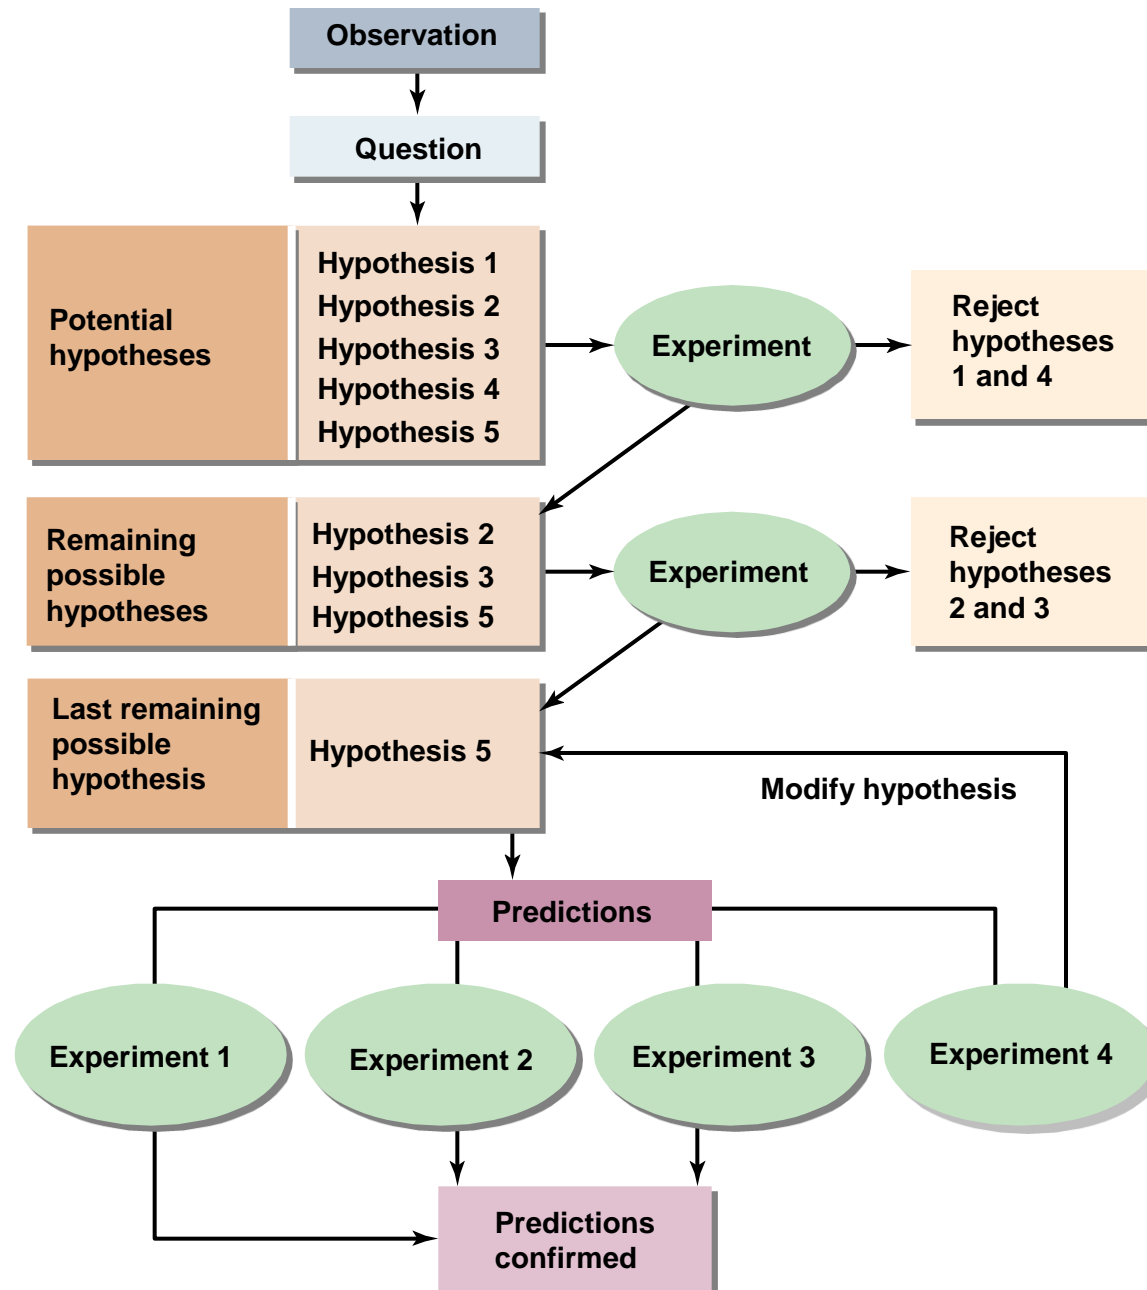 Observation
Question
Potential
hypotheses
Hypothesis 1
Hypothesis 2
Hypothesis 3
Hypothesis 4
Hypothesis 5
Experiment
Reject
hypotheses
1 and 4
Remaining
possible
hypotheses
Hypothesis 2
Hypothesis 3
Hypothesis 5
Experiment
Reject
hypotheses
2 and 3
Last remaining
possible
hypothesis
Hypothesis 5
Modify hypothesis
Predictions
Experiment 1
Experiment 2
Experiment 3
Experiment 4
Predictions
confirmed